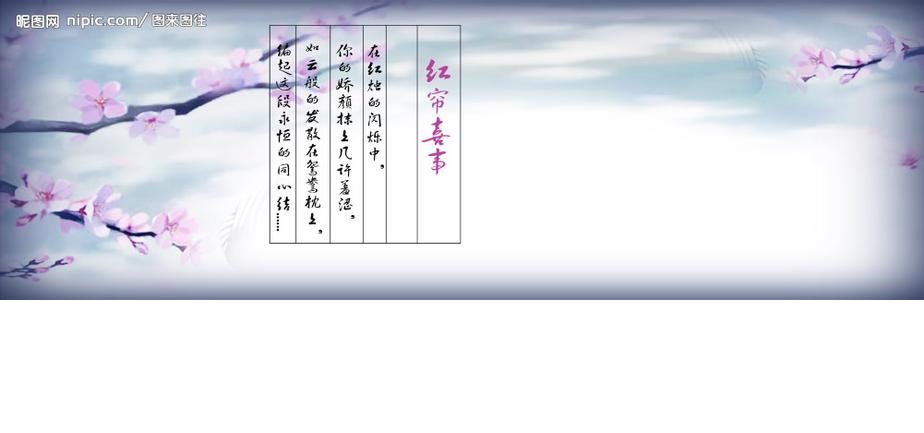 昵图网 nipic.com/图来图往
红帘喜事
在红烛的闪烁中，
你的娇颜抹上几许羞涩，
如云般的发散在鸳鸯枕上，
编起这段永恒的同心结……